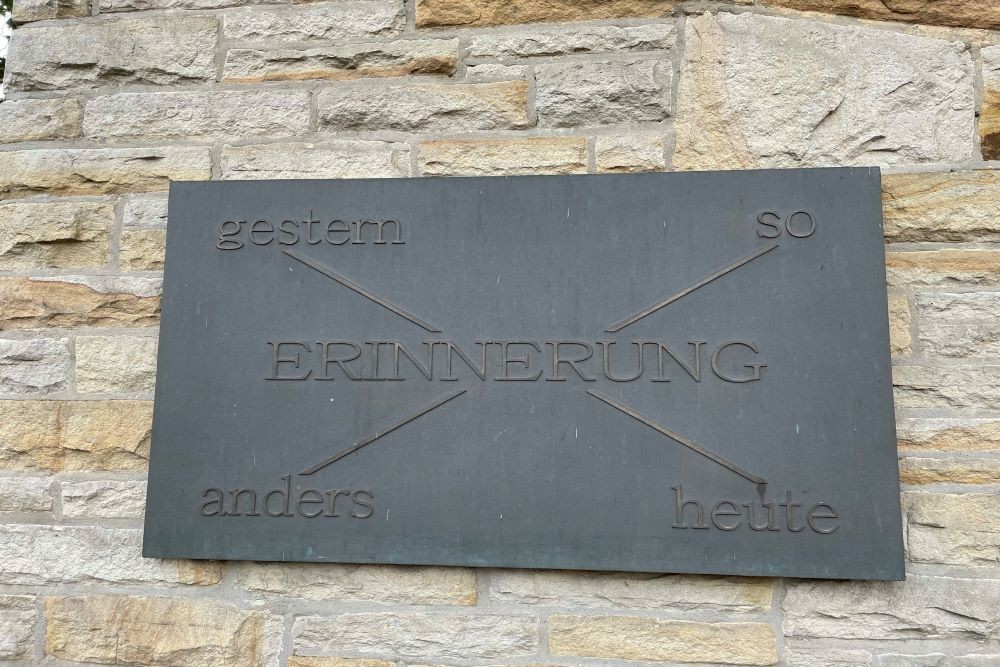 gestern so
ERINNERUNG
anders heute